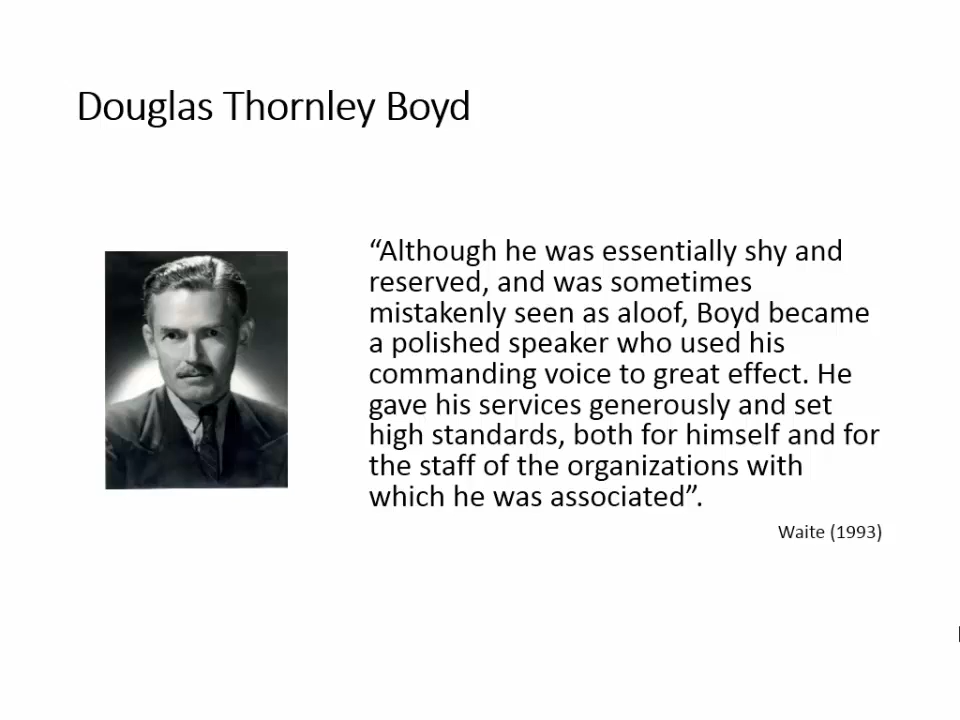 Douglas Thornley Boyd
“Although he was essentially shy and
reserved, and was sometimes
mistakenly seen as aloof, Boyd became
a polished speaker who used his
commanding voice to great effect. He
gave his services generously and set
high standards, both for himself and for
the staff of the organizations with
which he was associated”.
Waite (1993)